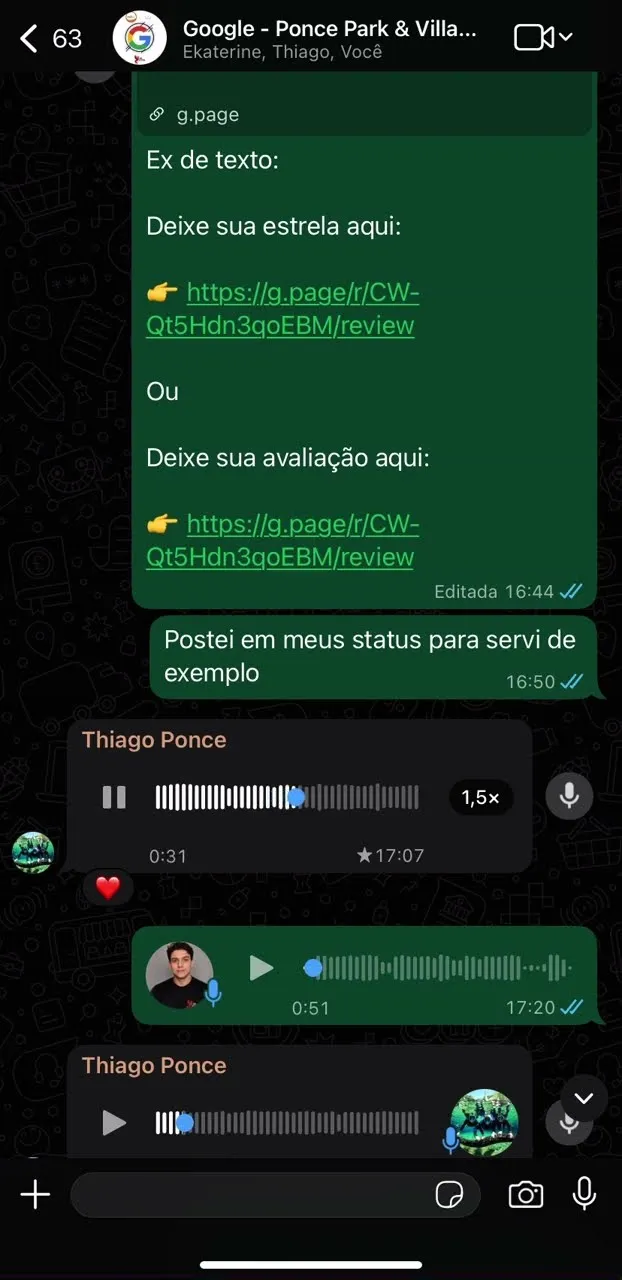 63
Google - Ponce Park & Villa...
Ekaterine, Thiago, Você
g.page
Ex de texto:
Deixe sua estrela aqui:
👉 https://g.page/r/CW-
Qt5Hdn3qoEBM/review
Ou
Deixe sua avaliação aqui:
👉 https://g.page/r/CW-
Qt5Hdn3qoEBM/review
Editada 16:44
Postei em meus status para servi de
exemplo
16:50
Thiago Ponce
1,5×
0:31
★17:07
0:51
17:20
Thiago Ponce